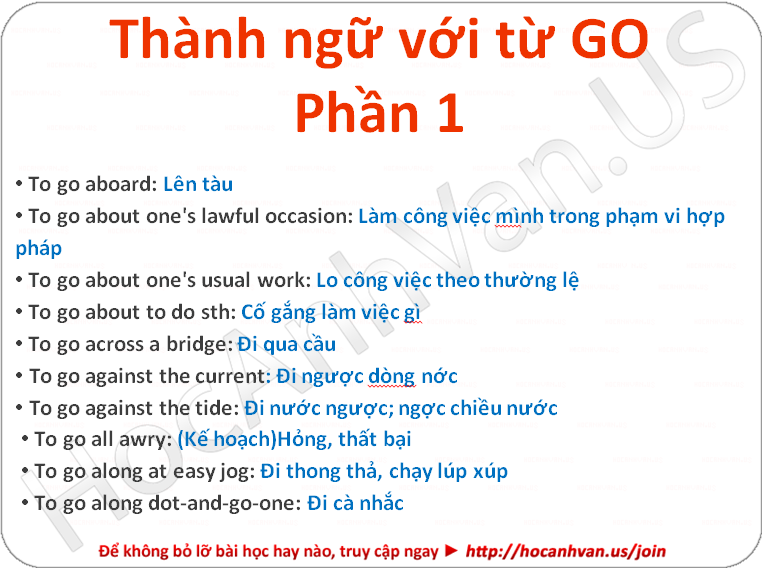 Thành ngữ với từ GO
Phần 1
• To go aboard: Lên tàu
• To go about one's lawful occasion: Làm công việc mình trong phạm vi hợp
pháp
• To go about one's usual work: Lo công việc theo thường lệ
• To go about to do sth: Cố gắng làm việc gì
• To go across a bridge: Đi qua cầu
• To go against the current: Đi ngược dòng nớc
• To go against the tide: Đi nước ngược; ngợc chiều nước
• To go all awry: (Kế hoạch)Hỏng, thất bại
• To go along at easy jog: Đi thong thả, chạy lúp xúp
• To go along dot-and-go-one: Đi cà nhắc
Để không bỏ lỡ bài học hay nào, truy cập ngay ► http://hocanhvan.us/join
HocAnhVan.US